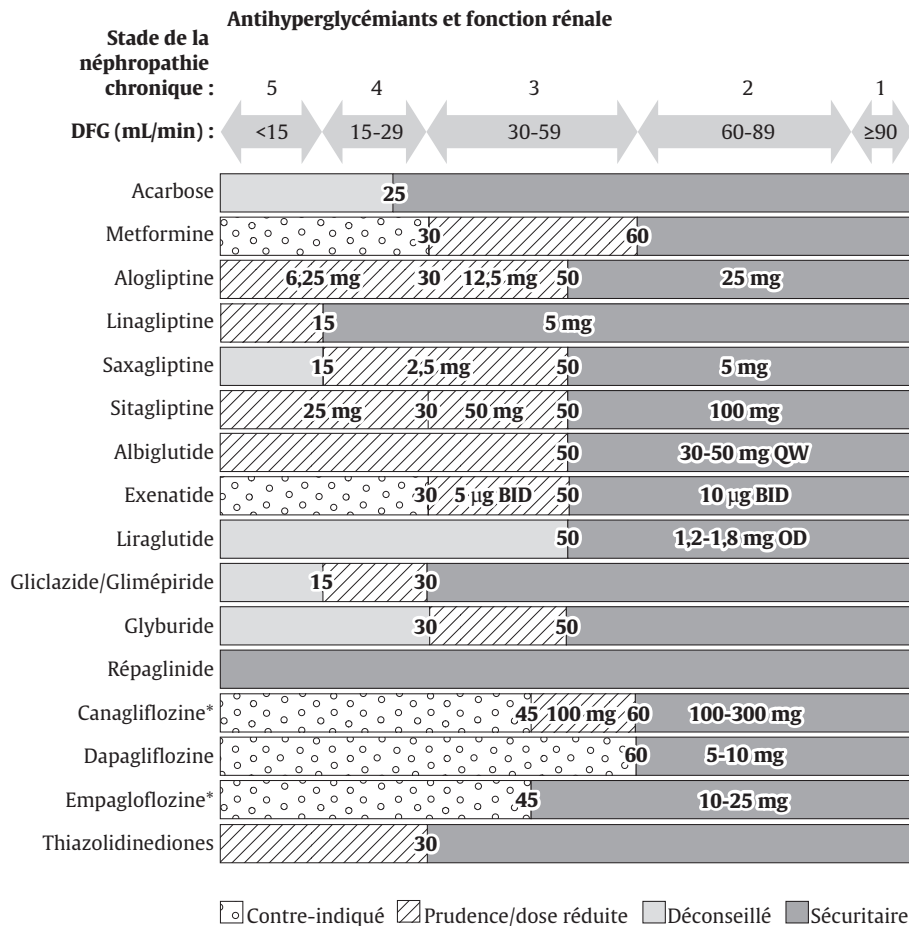 Antihyperglycémiants et fonction rénale
Stade de la
néphropathie
chronique : 5 4 3 2 1
DFG (mL/min) : <15 15-29 30-59 60-89 ≥90
Acarbose 25
Metformine 30 60
Alogliptine 6,25 mg 30 12,5 mg 50 25 mg
Linagliptine 15 5 mg
Saxagliptine 15 2,5 mg 50 5 mg
Sitagliptine 25 mg 30 50 mg 50 100 mg
Albiglutide 50 30-50 mg QW
Exenatide 30 5 µg BID 50 10 µg BID
Liraglutide 50 1,2-1,8 mg OD
Gliclazide/Glimépiride 15 30
Glyburide 30 50
Répaglinide
Canagliflozine* 45 100 mg 60 100-300 mg
Dapagliflozine 60 5-10 mg
Empagloflozine* 45 10-25 mg
Thiazolidinediones 30
Contre-indiqué Prudence/dose réduite Déconseillé Sécuritaire